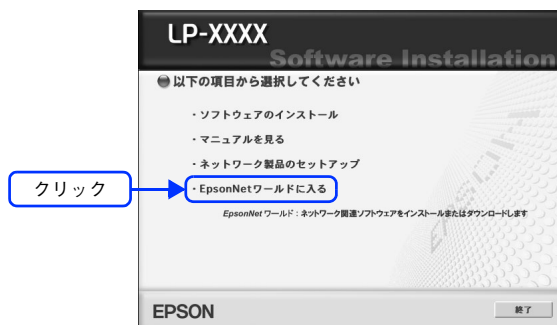 LP-XXXX
Software Installation
以下の項目から選択してください
・ソフトウェアのインストール
・マニュアルを見る
・ネットワーク製品のセットアップ
クリック
・EpsonNetワールドに入る
EpsonNet ワールド：ネットワーク関連ソフトウェアをインストールまたはダウンロードします
EPSON
EPSON
終了